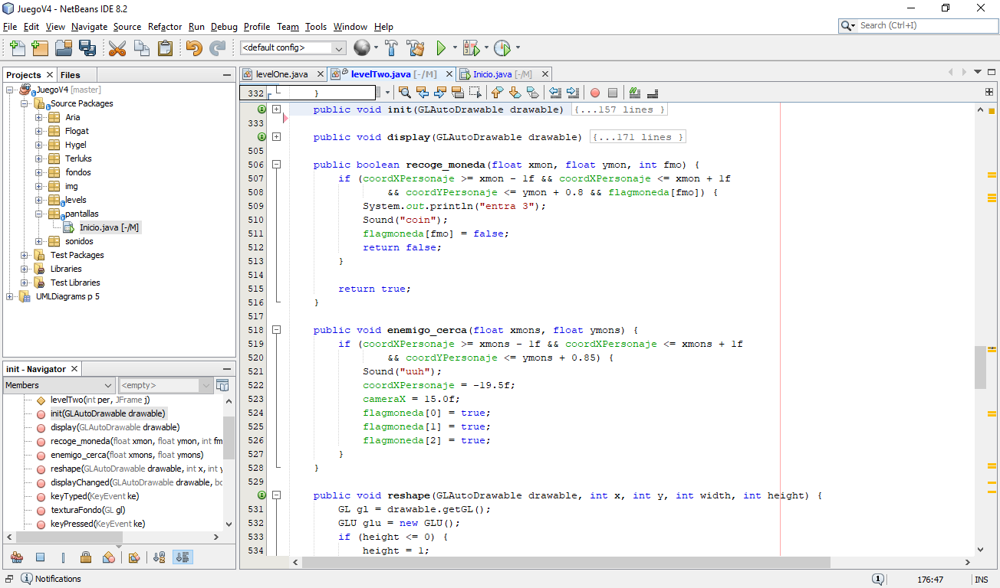 JuegoV4 - NetBeans IDE 8.2
File Edit View Navigate Source Refactor Run Debug Profile Team Tools Window Help
Search (Ctrl+I)
<default config>
Projects Files
JuegoV4 [master]
Source Packages
Aria
Flogat
Hygel
Terluks
fondos
img
levels
pantallas
Inicio.java [-/M]
sonidos
Test Packages
Libraries
Test Libraries
UMLDiagrams p 5
init - Navigator
Members <empty>
levelTwo(int per, JFrame j)
init(GLAutoDrawable drawable)
display(GLAutoDrawable drawable)
recoge_moneda(float xmon, float ymon, int fm
enemigo_cerca(float xmons, float ymons)
reshape(GLAutoDrawable drawable, int x, int y
displayChanged(GLAutoDrawable drawable, bo
keyTyped(KeyEvent ke)
texturaFondo(GL gl)
keyPressed(KeyEvent ke)
levelOne.java levelTwo.java [-/M] Inicio.java [-/M]
332 }
public void init(GLAutoDrawable drawable) {...157 lines }
333
public void display(GLAutoDrawable drawable) {...171 lines }
505
506 public boolean recoge_moneda(float xmon, float ymon, int fmo) {
507 if (coordXPersonaje >= xmon - 1f && coordXPersonaje <= xmon + 1f
508 && coordYPersonaje <= ymon + 0.8 && flagmoneda[fmo]) {
509 System.out.println("entra 3");
510 Sound("coin");
511 flagmoneda[fmo] = false;
512 return false;
513 }
514
515 return true;
516 }
517
518 public void enemigo_cerca(float xmons, float ymons) {
519 if (coordXPersonaje >= xmons - 1f && coordXPersonaje <= xmons + 1f
520 && coordYPersonaje <= ymons + 0.85) {
521 Sound("uuh");
522 coordXPersonaje = -19.5f;
523 cameraX = 15.0f;
524 flagmoneda[0] = true;
525 flagmoneda[1] = true;
526 flagmoneda[2] = true;
527 }
528 }
529
public void reshape(GLAutoDrawable drawable, int x, int y, int width, int height) {
531 GL gl = drawable.getGL();
532 GLU glu = new GLU();
533 if (height <= 0) {
534 height = 1;
Notifications
1 176:47 INS